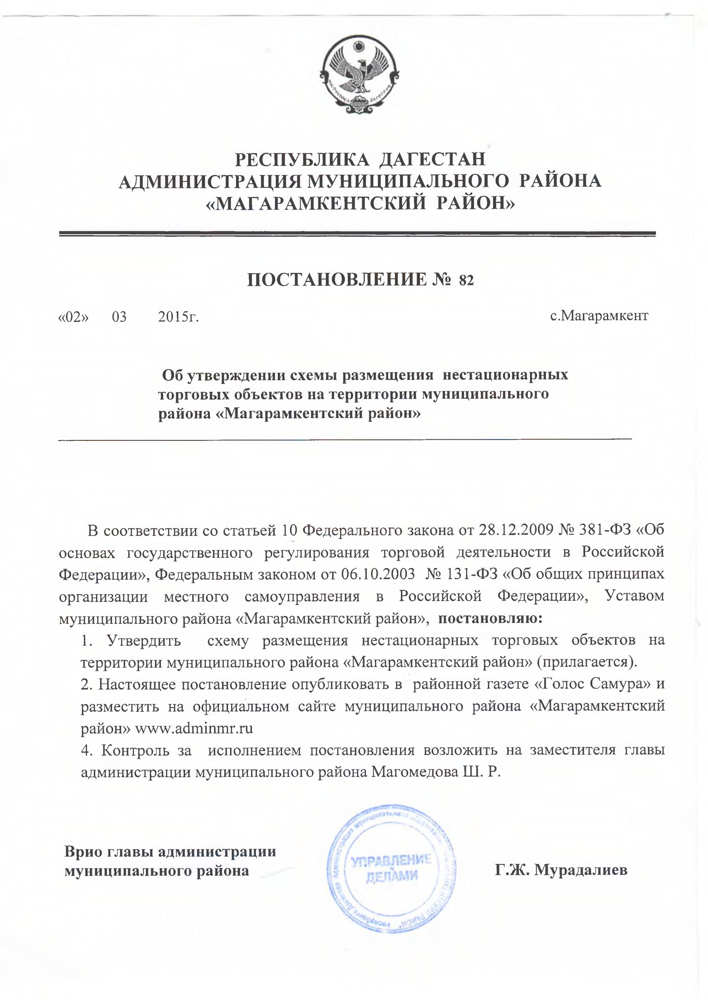 РЕСПУБЛИКА ДАГЕСТАН
АДМИНИСТРАЦИЯ МУНИЦИПАЛЬНОГО РАЙОНА
«МАГАРАМКЕНТСКИЙ РАЙОН»
ПОСТАНОВЛЕНИЕ № 82
«02» 03 2015г. с.Магарамкент
Об утверждении схемы размещения нестационарных
торговых объектов на территории муниципального
района «Магарамкентский район»
В соответствии со статьей 10 Федерального закона от 28.12.2009 № 381-ФЗ «Об
основах государственного регулирования торговой деятельности в Российской
Федерации», Федеральным законом от 06.10.2003 № 131-ФЗ «Об общих принципах
организации местного самоуправления в Российской Федерации», Уставом
муниципального района «Магарамкентский район», постановляю:
1. Утвердить схему размещения нестационарных торговых объектов на
территории муниципального района «Магарамкентский район» (прилагается).
2. Настоящее постановление опубликовать в районной газете «Голос Самура» и
разместить на официальном сайте муниципального района «Магарамкентский
район» www.adminmr.ru
4. Контроль за исполнением постановления возложить на заместителя главы
администрации муниципального района Магомедова Ш. Р.
Врио главы администрации
муниципального района Г.Ж. Мурадалиев
УПРАВЛЕНИЕ
ДЕЛАМИ